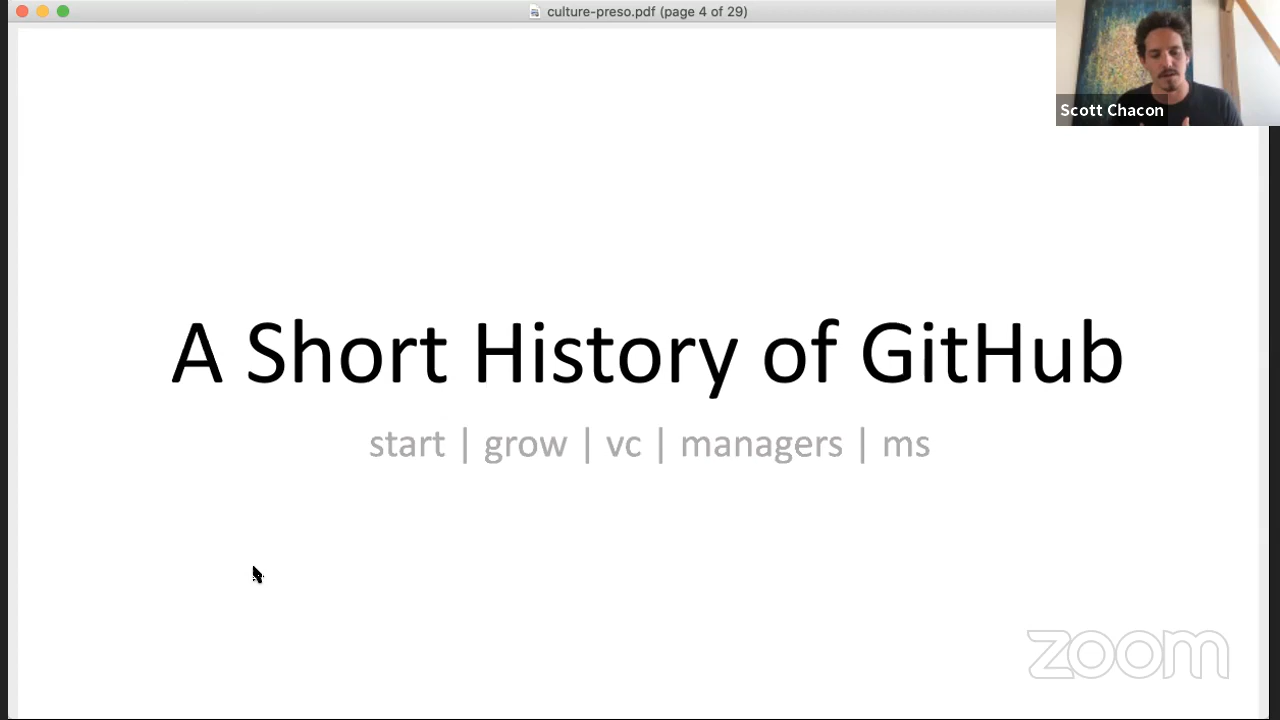 culture-preso.pdf (page 4 of 29)
Scott Chacon
A Short History of GitHub
start | grow | vc | managers | ms
zoom